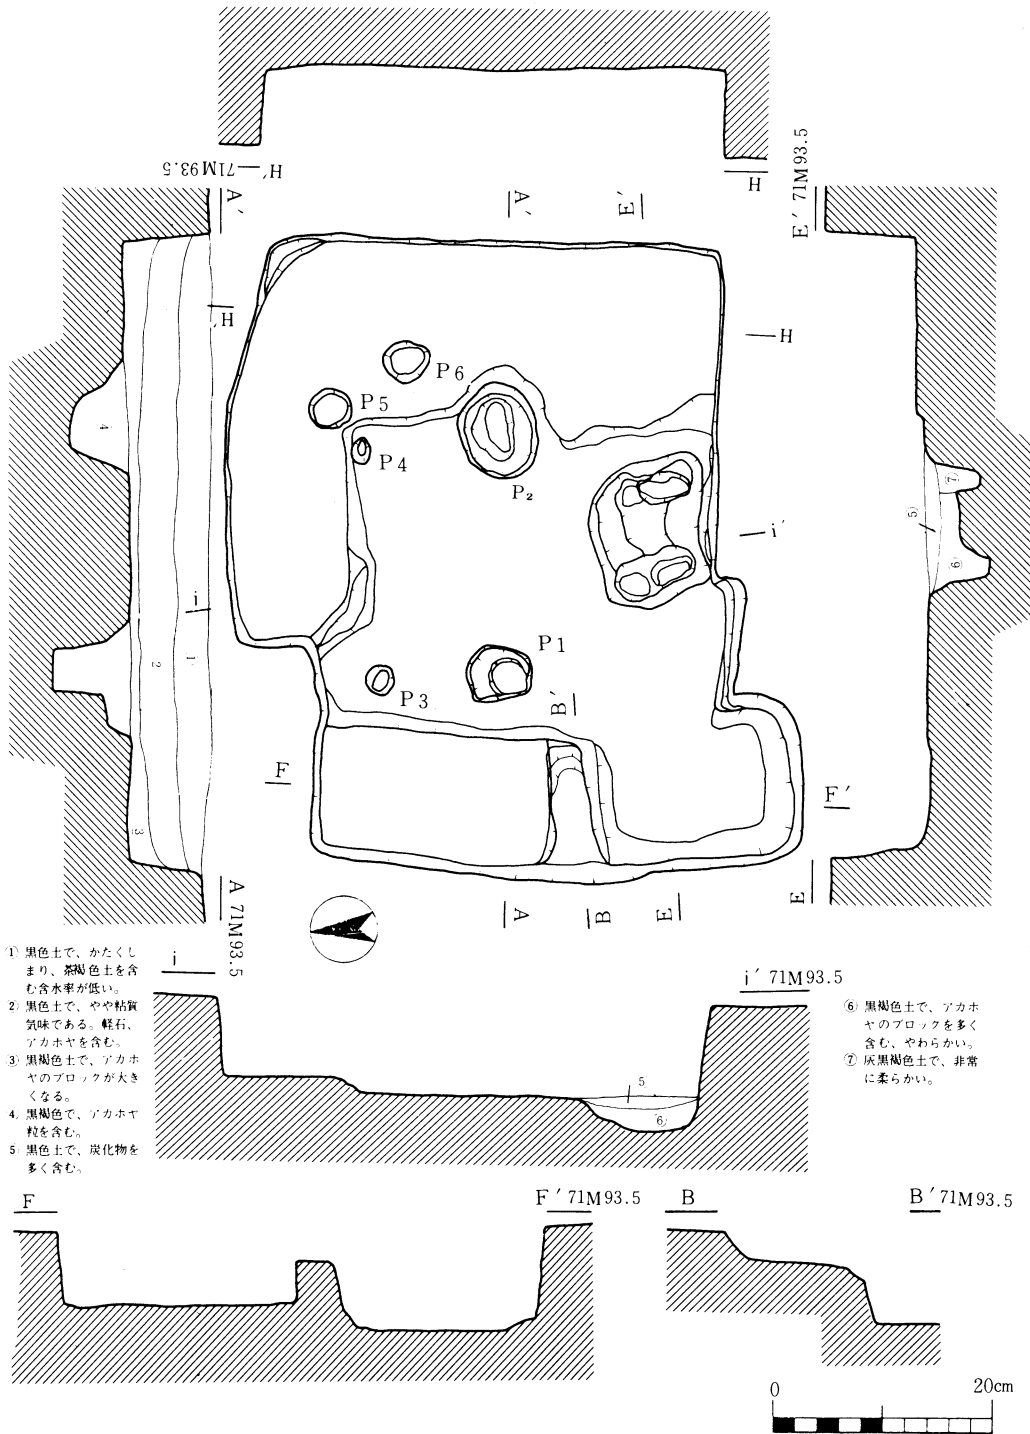 H′ 71M93.5
H
A′
A′
E′
E′ 71M93.5
H′
H
P6
P5
P4
P2
4
⑦
⑤
⑥
i′
i
2
1
P1
P3
B′
F
F′
3
A 71M93.5
A
B
E
E
① 黒色土で、かたくし
まり、茶褐色土を含
む含水率が低い。
② 黒色土で、やや粘質
気味である。軽石、
アカホヤを含む。
③ 黒褐色土で、アカホ
ヤのブロックが大き
くなる。
④ 黒褐色で、アカホヤ
粒を含む。
⑤ 黒色土で、炭化物を
多く含む。
i
i′ 71M93.5
5
⑥
⑥ 黒褐色土で、アカホ
ヤのブロックを多く
含む、やわらかい。
⑦ 灰黒褐色土で、非常
に柔らかい。
F
F′ 71M93.5
B
B′ 71M93.5
0
20cm